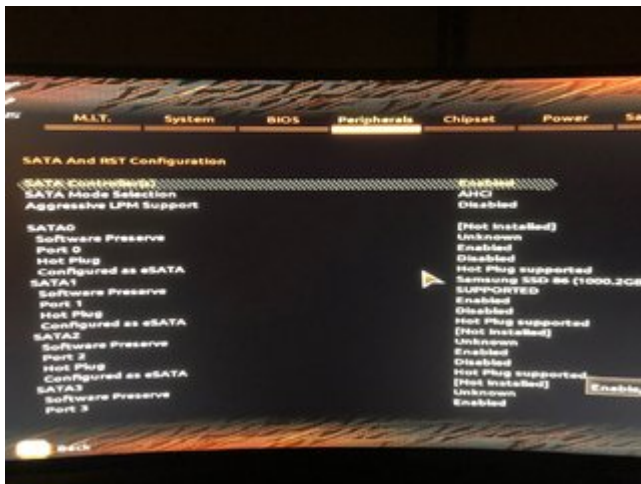 M.I.T. System BIOS Peripherals Chipset Power Sa
SATA And RST Configuration
SATA Controller(s) Enabled
SATA Mode Selection AHCI
Aggressive LPM Support Disabled
SATA0 [Not Installed]
Software Preserve Unknown
Port 0 Enabled
Hot Plug Disabled
Configured as eSATA Hot Plug supported
SATA1 Samsung SSD 86 (1000.2GB
Software Preserve SUPPORTED
Port 1 Enabled
Hot Plug Disabled
Configured as eSATA Hot Plug supported
SATA2 [Not Installed]
Software Preserve Unknown
Port 2 Enabled
Hot Plug Disabled
Configured as eSATA Hot Plug supported
SATA3 [Not Installed]
Software Preserve Unknown
Port 3 Enabled
Enable
Back